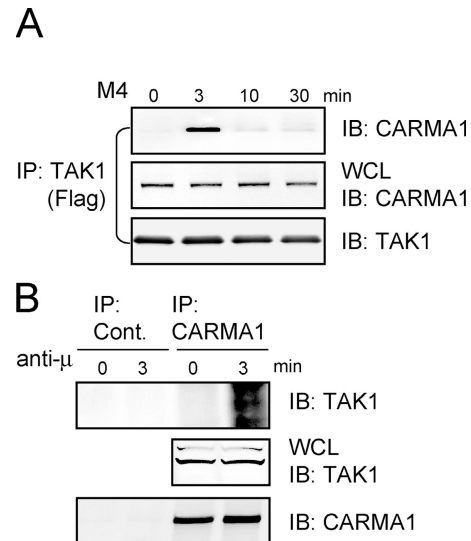 A
M4 0 3 10 30 min
IB: CARMA1
IP: TAK1
(Flag)
WCL
IB: CARMA1
IB: TAK1
B
IP: IP:
Cont. CARMA1
anti-μ 0 3 0 3 min
IB: TAK1
WCL
IB: TAK1
IB: CARMA1